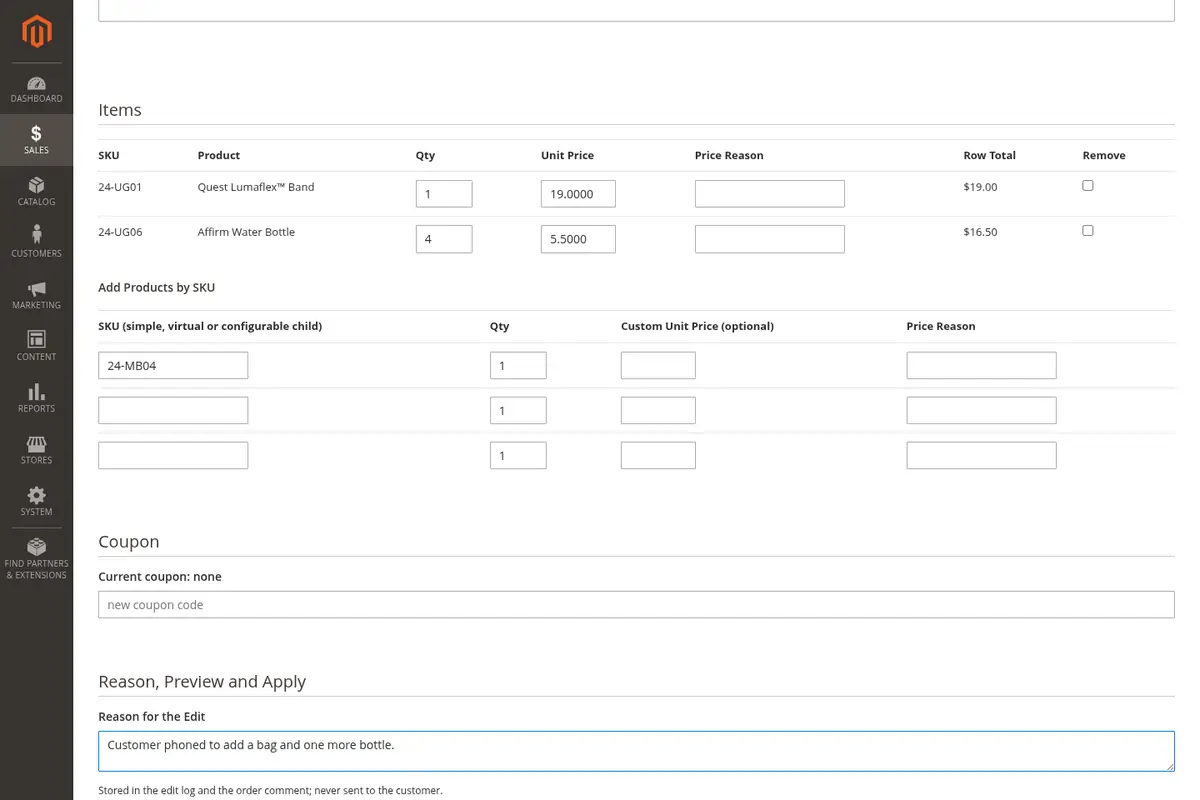 DASHBOARD
$
SALES
CATALOG
CUSTOMERS
MARKETING
CONTENT
REPORTS
STORES
SYSTEM
FIND PARTNERS
& EXTENSIONS
Items
SKU Product Qty Unit Price Price Reason Row Total Remove
24-UG01 Quest Lumaflex™ Band 1 19.0000 $19.00
24-UG06 Affirm Water Bottle 4 5.5000 $16.50
Add Products by SKU
SKU (simple, virtual or configurable child) Qty Custom Unit Price (optional) Price Reason
24-MB04 1
1
1
Coupon
Current coupon: none
new coupon code
Reason, Preview and Apply
Reason for the Edit
Customer phoned to add a bag and one more bottle.
Stored in the edit log and the order comment; never sent to the customer.